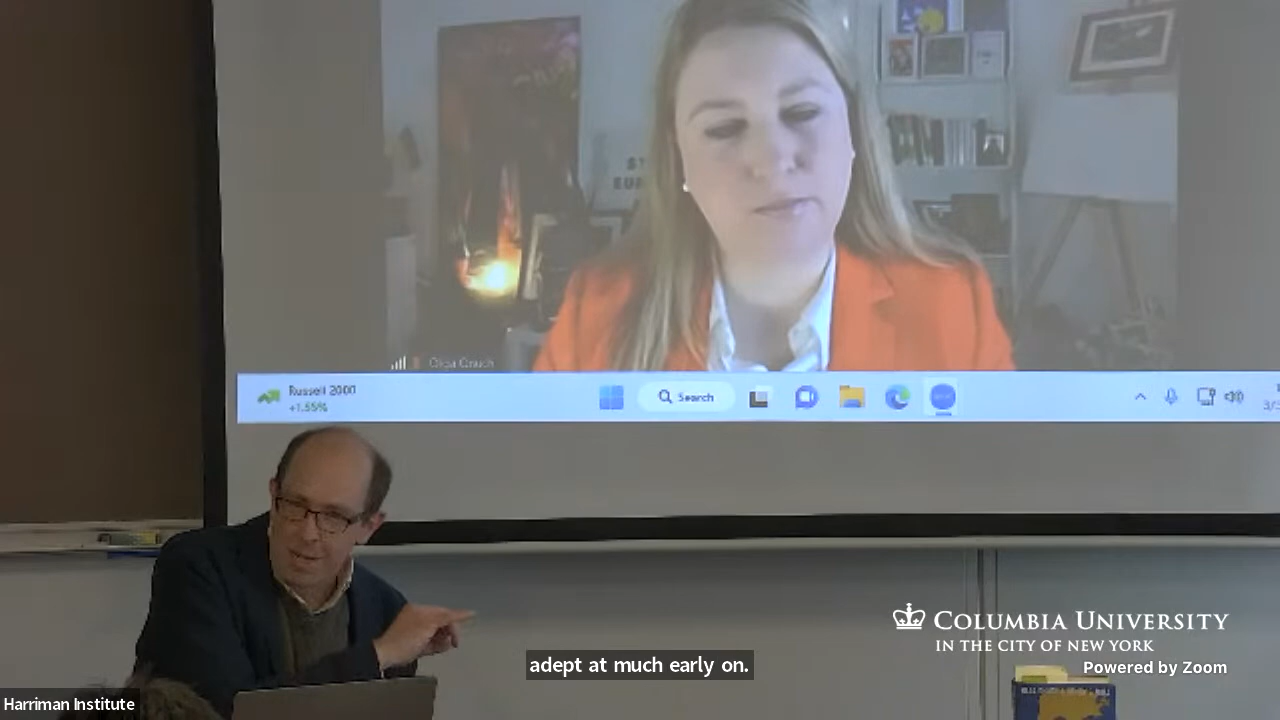 Russell 2000
+1.55%
Search
COLUMBIA UNIVERSITY
IN THE CITY OF NEW YORK
Powered by Zoom
adept at much early on.
Harriman Institute